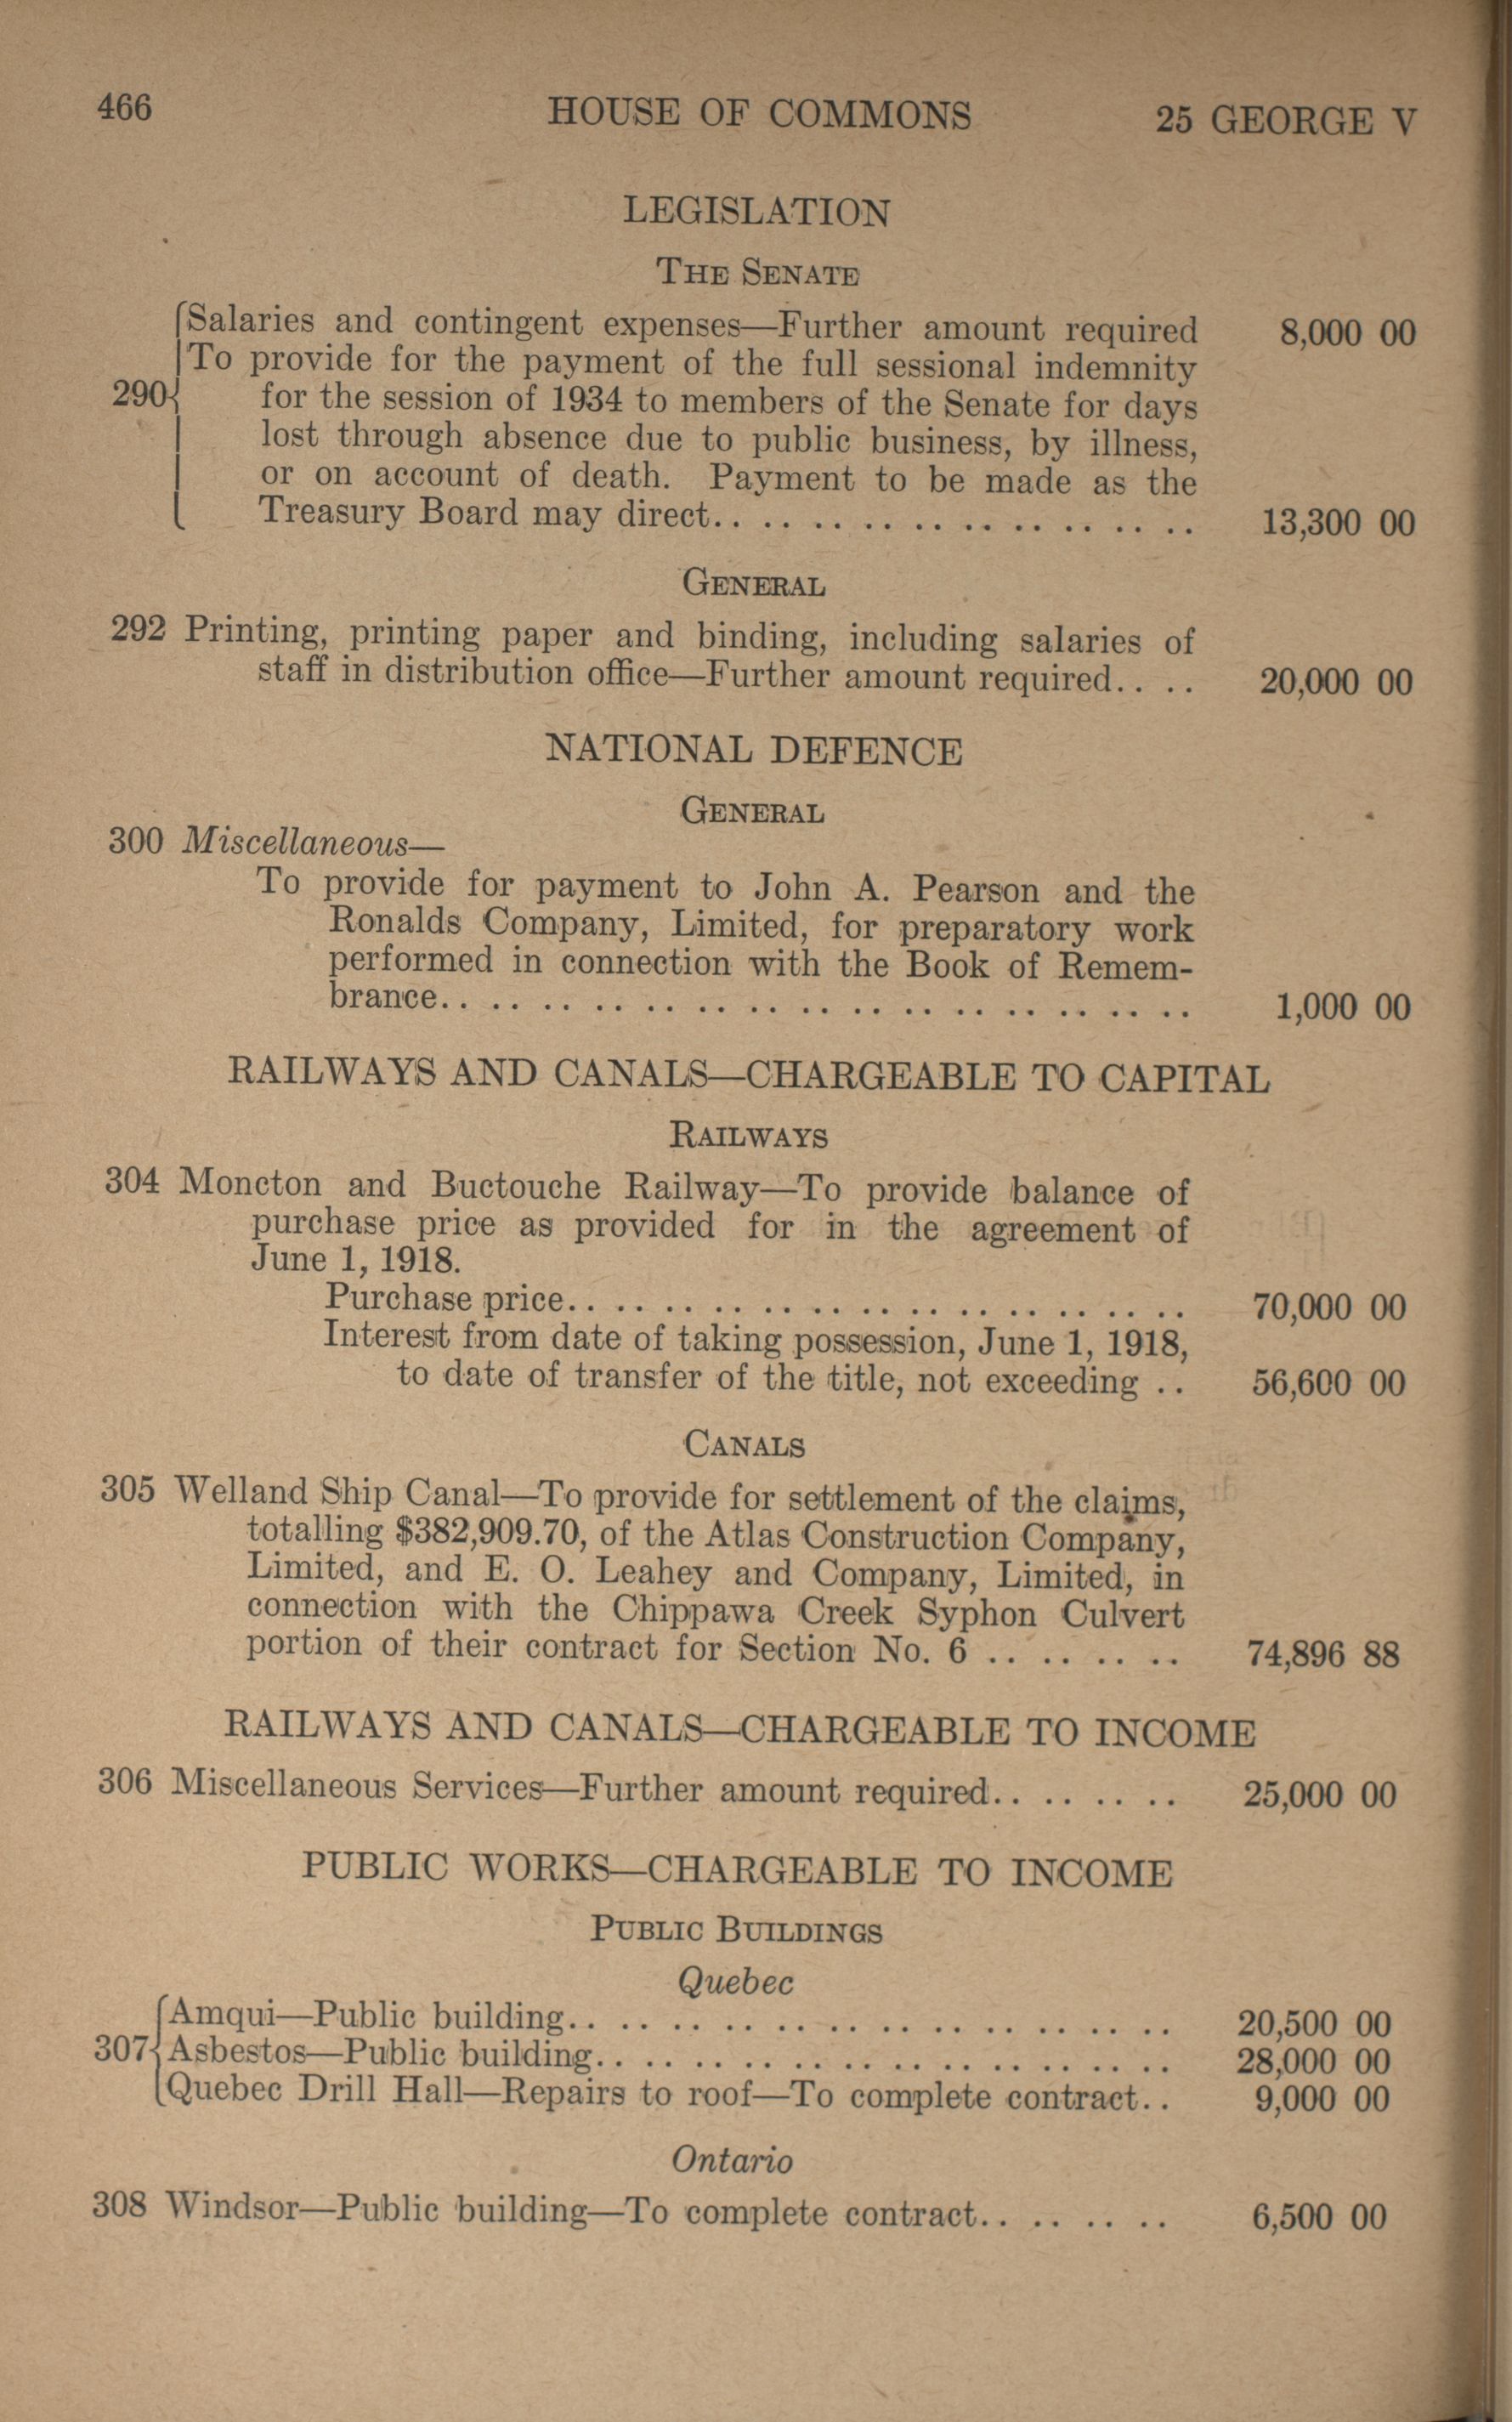 466 HOUSE OF COMMONS 25 GEORGE V
LEGISLATION
THE SENATE
Salaries and contingent expenses—Further amount required 8,000 00
To provide for the payment of the full sessional indemnity
290 for the session of 1934 to members of the Senate for days
lost through absence due to public business, by illness,
or on account of death. Payment to be made as the
Treasury Board may direct.. .. .. .. .. .. .. .. .. .. 13,300 00
GENERAL
292 Printing, printing paper and binding, including salaries of
staff in distribution office—Further amount required.. .. 20,000 00
NATIONAL DEFENCE
GENERAL
300 Miscellaneous—
To provide for payment to John A. Pearson and the
Ronalds Company, Limited, for preparatory work
performed in connection with the Book of Remem-
brance.. .. .. .. .. .. .. .. .. .. .. .. .. .. .. 1,000 00
RAILWAYS AND CANALS—CHARGEABLE TO CAPITAL
RAILWAYS
304 Moncton and Buctouche Railway—To provide balance of
purchase price as provided for in the agreement of
June 1, 1918.
Purchase price.. .. .. .. .. .. .. .. .. .. .. .. .. 70,000 00
Interest from date of taking possession, June 1, 1918,
to date of transfer of the title, not exceeding .. 56,600 00
CANALS
305 Welland Ship Canal—To provide for settlement of the claims,
totalling $382,909.70, of the Atlas Construction Company,
Limited, and E. O. Leahey and Company, Limited, in
connection with the Chippawa Creek Syphon Culvert
portion of their contract for Section No. 6 .. .. .. .. 74,896 88
RAILWAYS AND CANALS—CHARGEABLE TO INCOME
306 Miscellaneous Services—Further amount required.. .. .. .. 25,000 00
PUBLIC WORKS—CHARGEABLE TO INCOME
PUBLIC BUILDINGS
Quebec
Amqui—Public building.. .. .. .. .. .. .. .. .. .. .. .. 20,500 00
307 Asbestos—Public building.. .. .. .. .. .. .. .. .. .. .. .. 28,000 00
Quebec Drill Hall—Repairs to roof—To complete contract.. 9,000 00
Ontario
308 Windsor—Public building—To complete contract.. .. .. .. 6,500 00